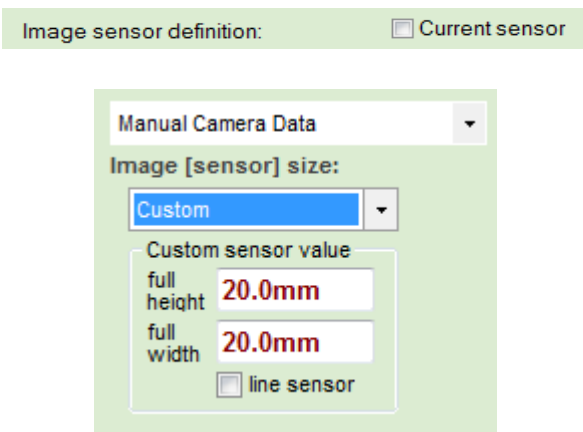 Image sensor definition: Current sensor
Manual Camera Data
Image [sensor] size:
Custom
Custom sensor value
full
height 20.0mm
full
width 20.0mm
line sensor